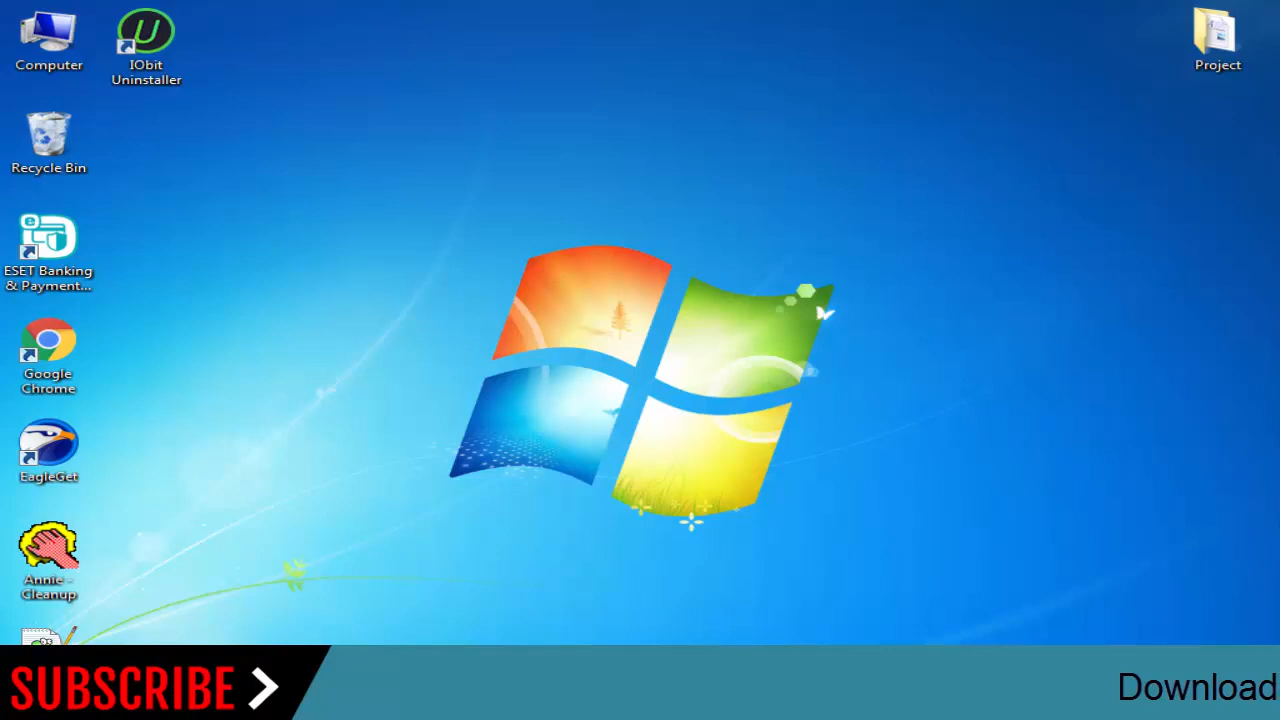 Computer
IObit
Uninstaller
Project
Recycle Bin
ESET Banking
& Payment...
Google
Chrome
EagleGet
Annie -
Cleanup
SUBSCRIBE
Download